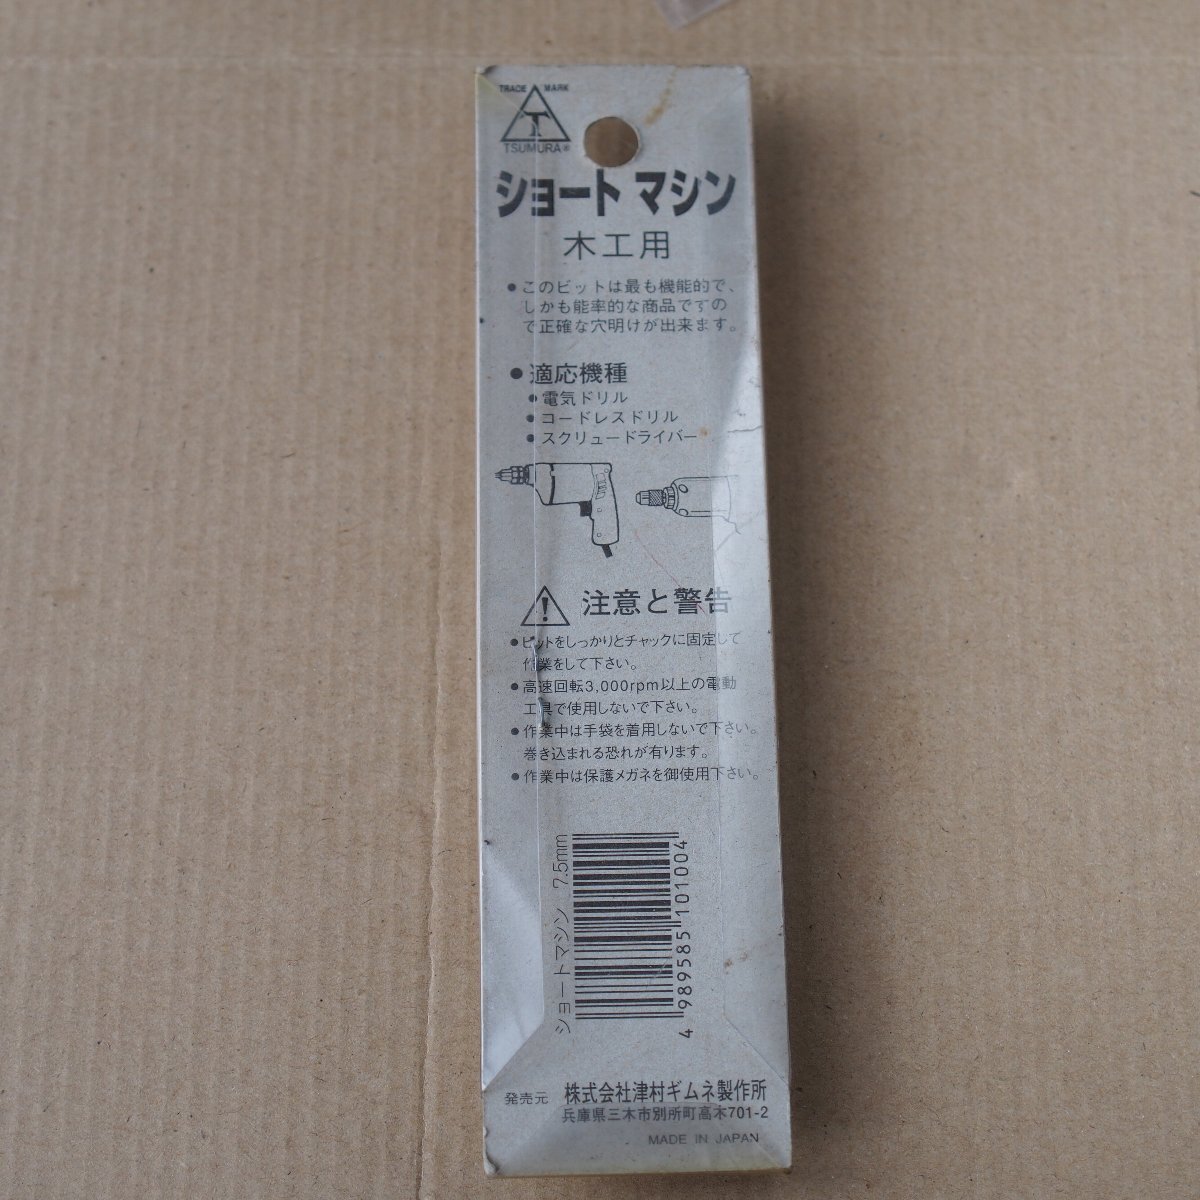 TRADE MARK
T
TSUMURA®
ショート マシン
木工用
●このビットは最も機能的で、
しかも能率的な商品ですの
で正確な穴明けが出来ます。
●適応機種
●電気ドリル
●コードレスドリル
●スクリュードライバー
注意と警告
●ビットをしっかりとチャックに固定して
作業をして下さい。
●高速回転3,000rpm以上の電動
工具で使用しないで下さい。
●作業中は手袋を着用しないで下さい。
巻き込まれる恐れが有ります。
●作業中は保護メガネを御使用下さい。
ショートマシン 7.5mm
4 989585 101004
発売元 株式会社津村ギムネ製作所
兵庫県三木市別所町高木701-2
MADE IN JAPAN